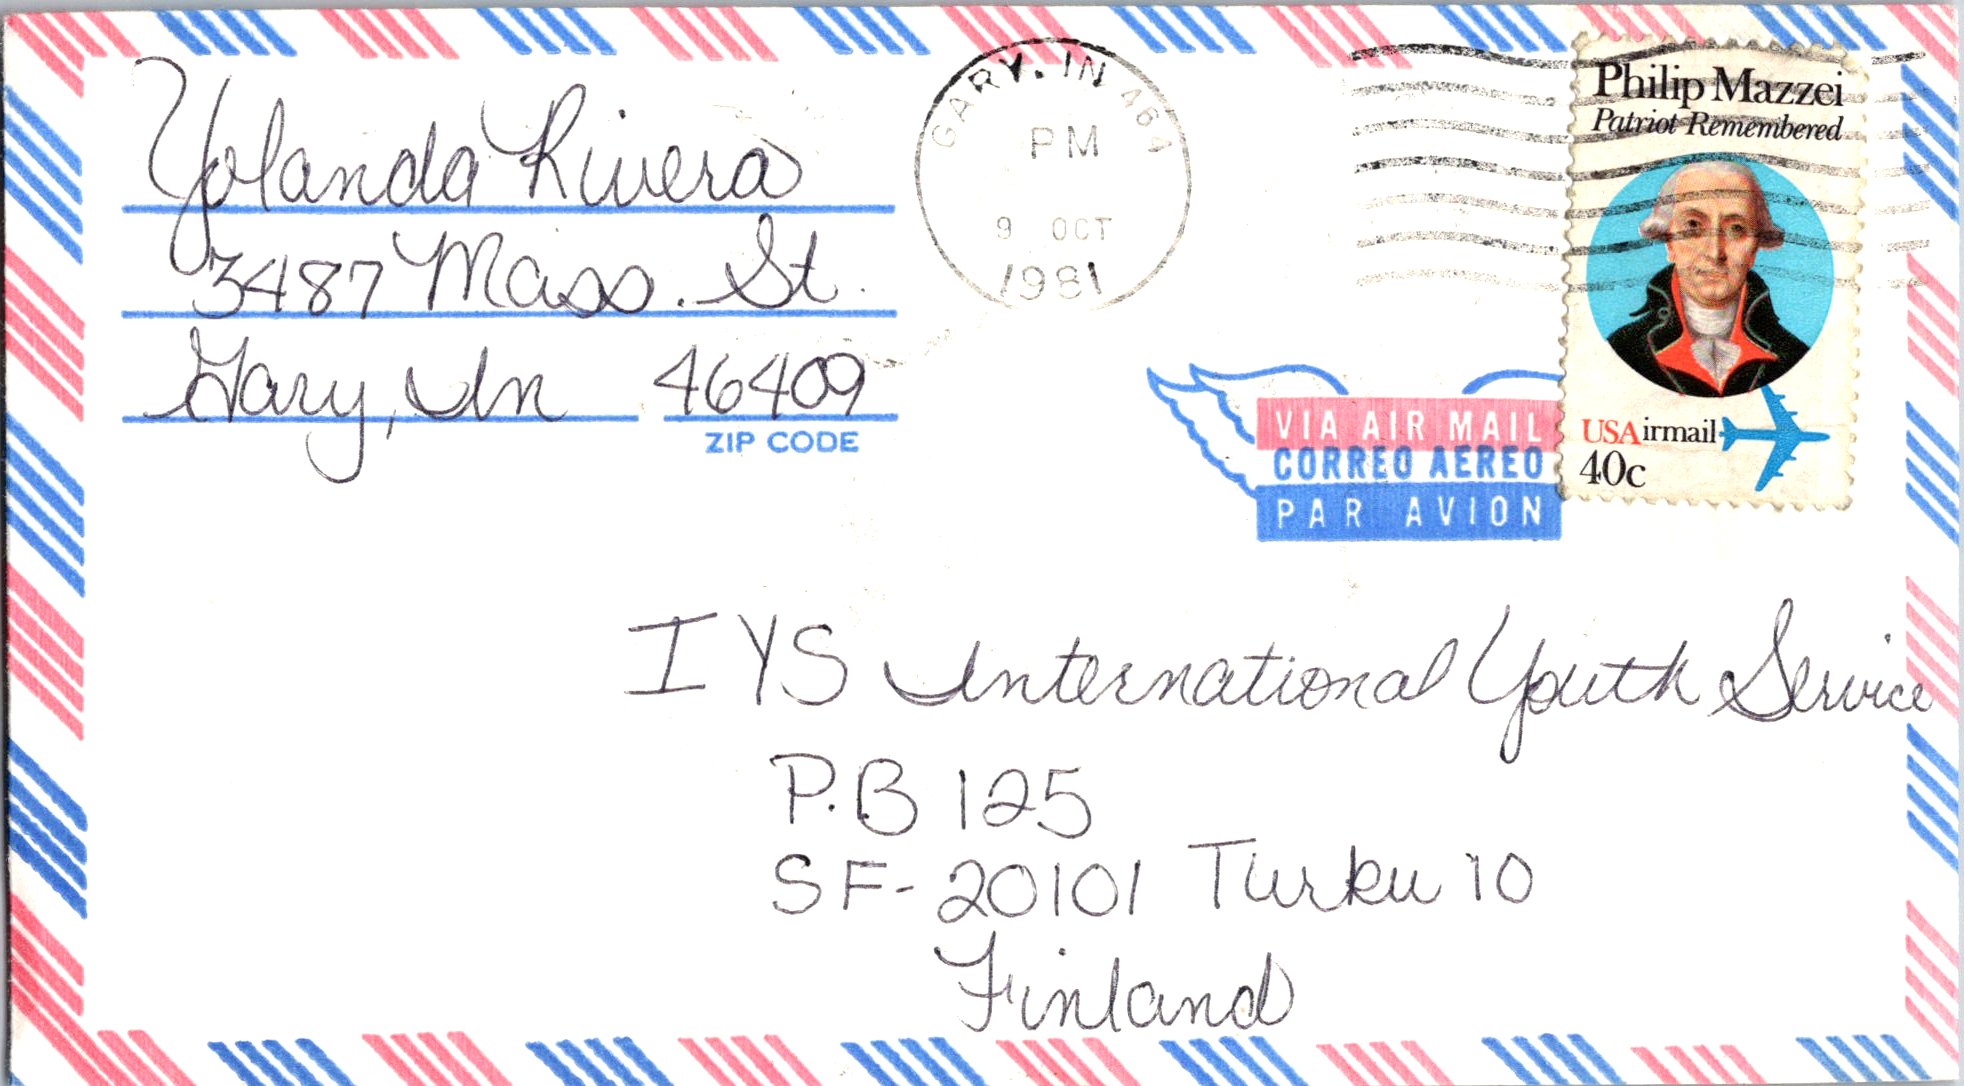 Yolanda Rivera
3487 Mass. St.
Gary, In 46409
ZIP CODE
GARY, IN 464
PM
9 OCT
1981
Philip Mazzei
Patriot Remembered
USAirmail
40c
VIA AIR MAIL
CORREO AEREO
PAR AVION
IYS International Youth Service
P.B 125
SF-20101 Turku 10
Finland